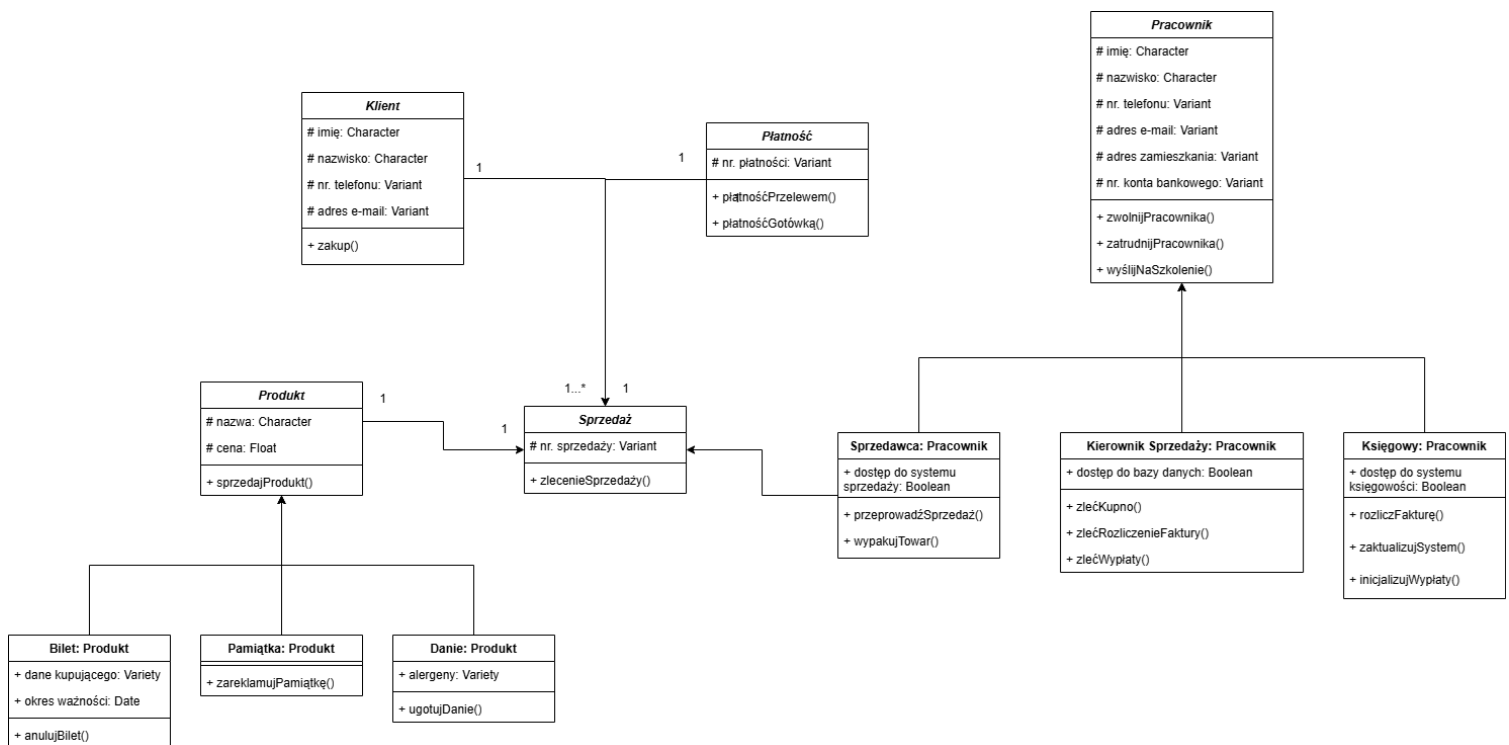 Pracownik
# imię: Character
# nazwisko: Character
# nr. telefonu: Variant
# adres e-mail: Variant
# adres zamieszkania: Variant
# nr. konta bankowego: Variant
+ zwolnijPracownika()
+ zatrudnijPracownika()
+ wyślijNaSzkolenie()
Klient
# imię: Character
# nazwisko: Character
# nr. telefonu: Variant
# adres e-mail: Variant
+ zakup()
1
1
Płatność
# nr. płatności: Variant
+ płatnośćPrzelewem()
+ płatnośćGotówką()
Produkt
# nazwa: Character
# cena: Float
+ sprzedajProdukt()
1
1
1...*
1
Sprzedaż
# nr. sprzedaży: Variant
+ zlecenieSprzedaży()
Sprzedawca: Pracownik
+ dostęp do systemu
sprzedaży: Boolean
+ przeprowadźSprzedaż()
+ wypakujTowar()
Kierownik Sprzedaży: Pracownik
+ dostęp do bazy danych: Boolean
+ zlećKupno()
+ zlećRozliczenieFaktury()
+ zlećWypłaty()
Księgowy: Pracownik
+ dostęp do systemu
księgowości: Boolean
+ rozliczFakturę()
+ zaktualizujSystem()
+ inicjalizujWypłaty()
Bilet: Produkt
+ dane kupującego: Variety
+ okres ważności: Date
+ anulujBilet()
Pamiątka: Produkt
+ zareklamujPamiątkę()
Danie: Produkt
+ alergeny: Variety
+ ugotujDanie()